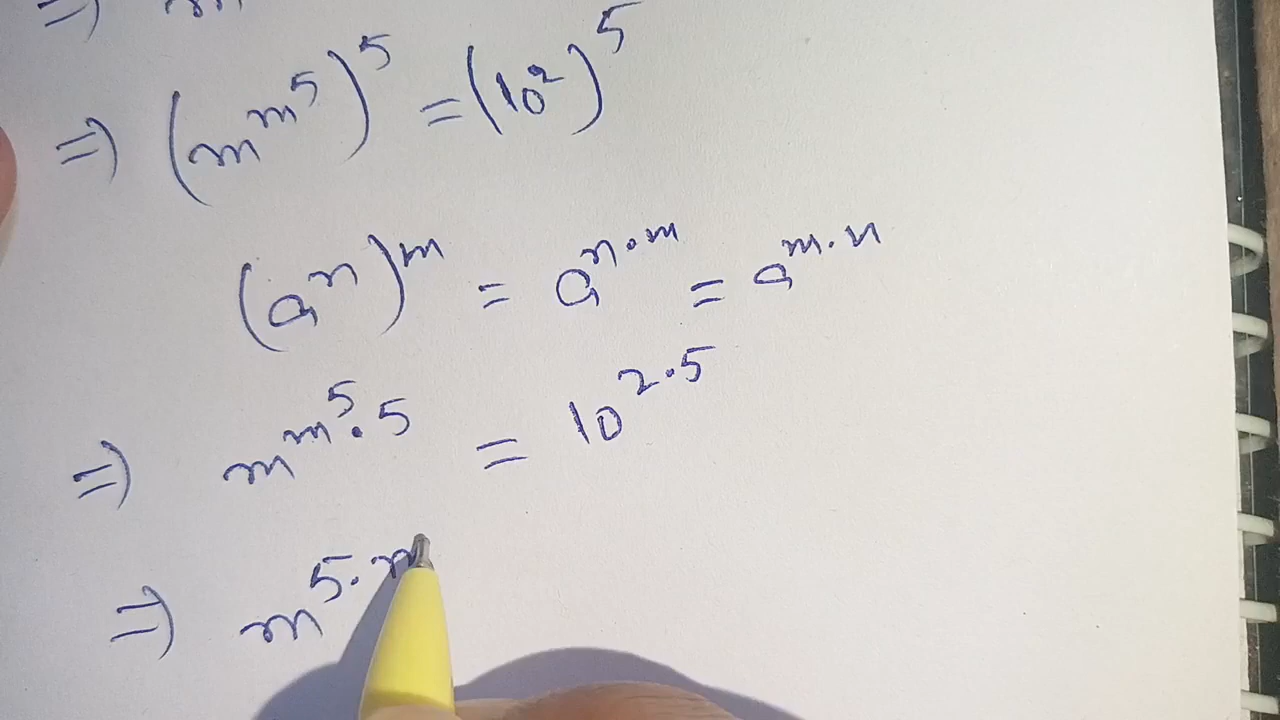 ⇒ m
⇒ (m^{m^5})^5 = (10^2)^5
(a^n)^m = a^{n·m} = a^{m·n}
⇒ m^{m^5·5} = 10^{2·5}
⇒ m^{5·m